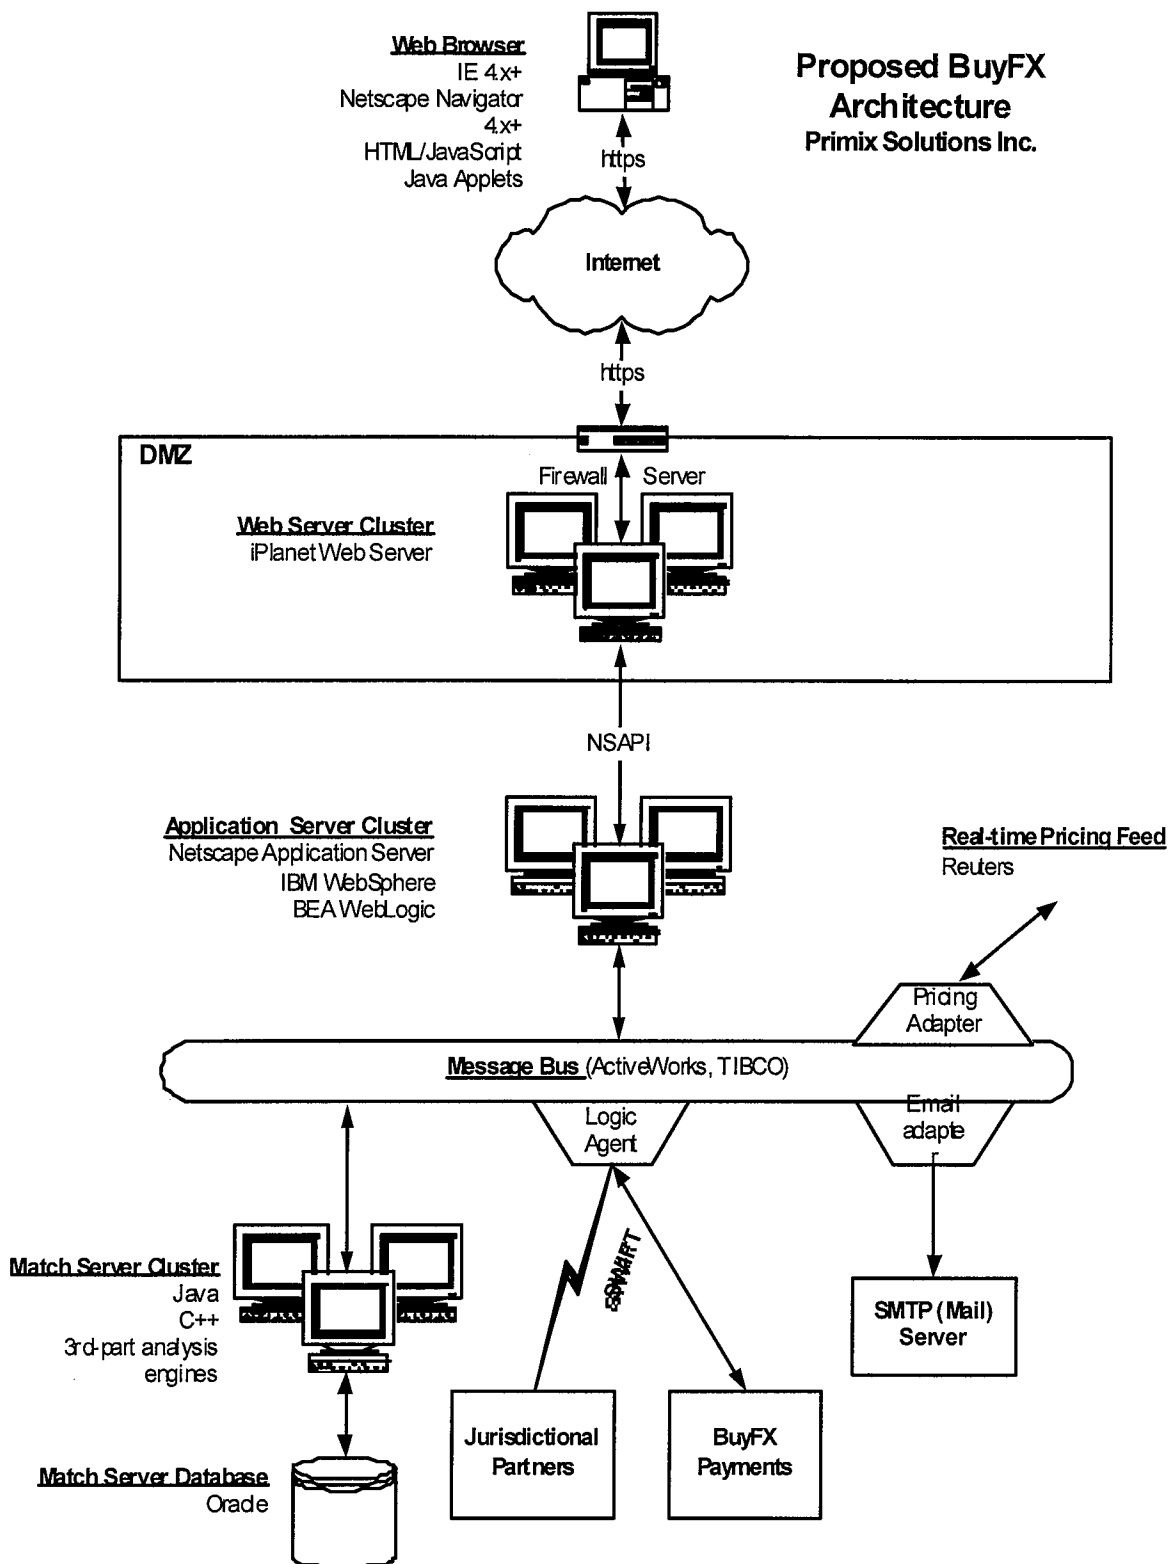 Web Browser
IE 4.x+
Netscape Navigator
4.x+
HTML/JavaScript
Java Applets
Proposed BuyFX
Architecture
Primix Solutions Inc.
https
Internet
https
DMZ
Firewall Server
Web Server Cluster
iPlanet Web Server
NSAPI
Application Server Cluster
Netscape Application Server
IBM WebSphere
BEA WebLogic
Real-time Pricing Feed
Reuters
Pricing
Adapter
Message Bus (ActiveWorks, TIBCO)
Logic
Agent
Email
adapte
r
Match Server Cluster
Java
C++
3rd-part analysis
engines
SMTP (Mail)
Server
Jurisdictional
Partners
BuyFX
Payments
Match Server Database
Oracle